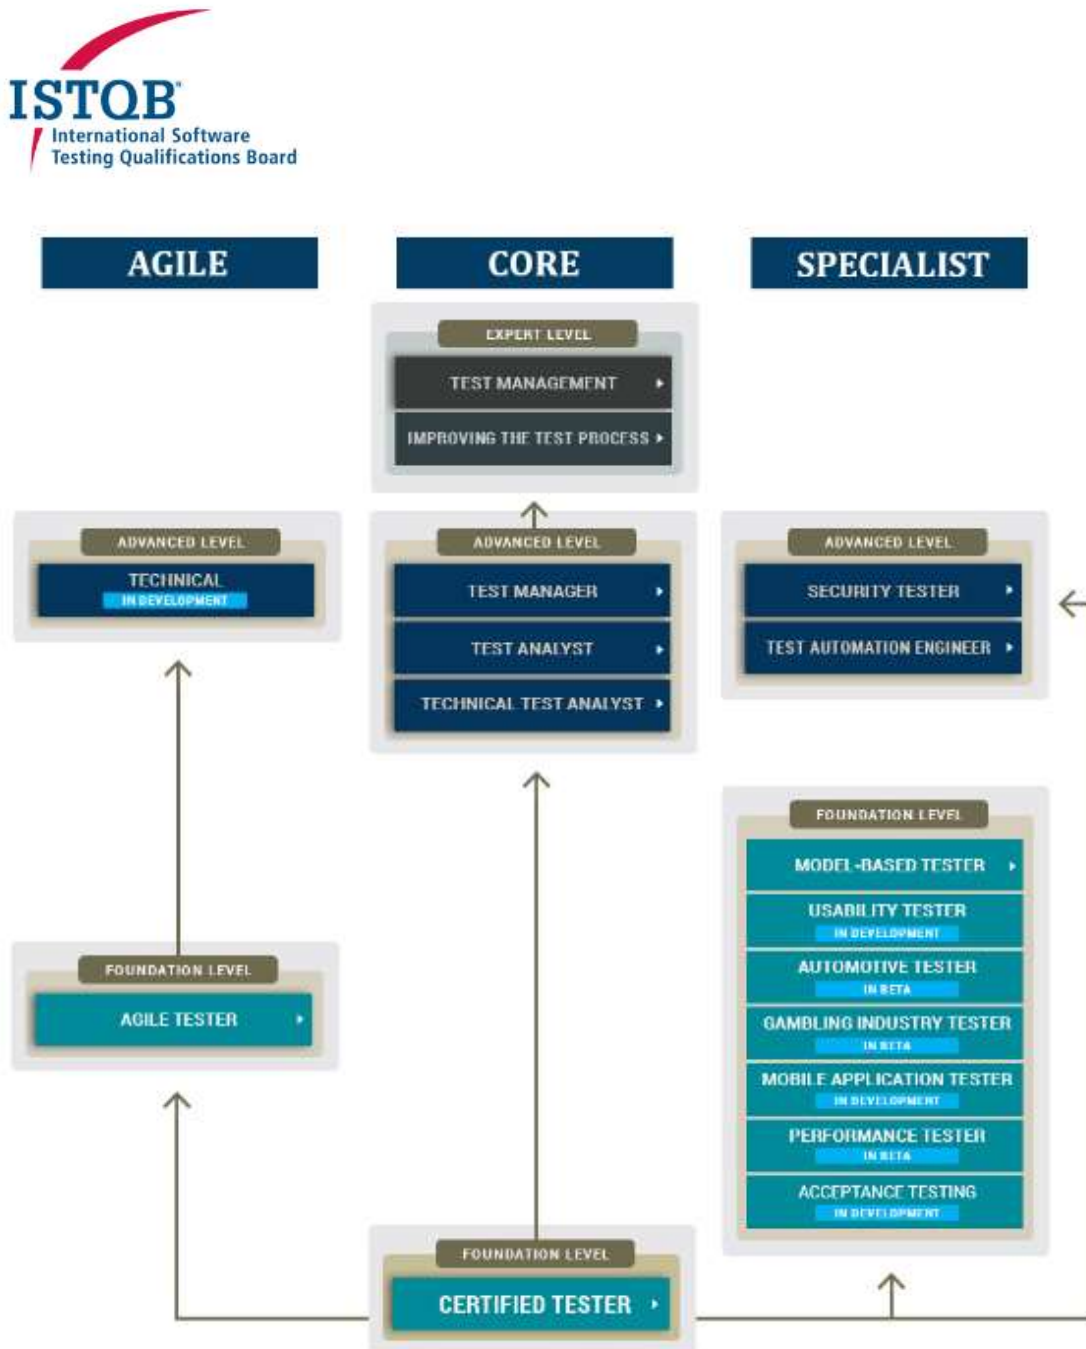 ISTQB®
International Software
Testing Qualifications Board
AGILE
CORE
SPECIALIST
EXPERT LEVEL
TEST MANAGEMENT
IMPROVING THE TEST PROCESS
ADVANCED LEVEL
TECHNICAL
IN DEVELOPMENT
ADVANCED LEVEL
TEST MANAGER
TEST ANALYST
TECHNICAL TEST ANALYST
ADVANCED LEVEL
SECURITY TESTER
TEST AUTOMATION ENGINEER
FOUNDATION LEVEL
MODEL-BASED TESTER
USABILITY TESTER
IN DEVELOPMENT
AUTOMOTIVE TESTER
IN BETA
GAMBLING INDUSTRY TESTER
IN BETA
MOBILE APPLICATION TESTER
IN DEVELOPMENT
PERFORMANCE TESTER
IN BETA
ACCEPTANCE TESTING
IN DEVELOPMENT
FOUNDATION LEVEL
AGILE TESTER
FOUNDATION LEVEL
CERTIFIED TESTER